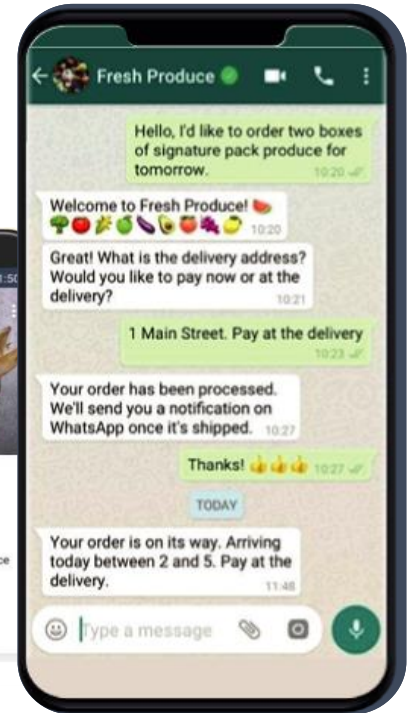 Fresh Produce
Hello, I'd like to order two boxes
of signature pack produce for
tomorrow. 10:20
Welcome to Fresh Produce! 🍉
🌳🍅🌽🍏🍆🥑🍑🍇🍋 10:20
Great! What is the delivery address?
Would you like to pay now or at the
delivery? 10:21
1 Main Street. Pay at the delivery
10:23
Your order has been processed.
We'll send you a notification on
WhatsApp once it's shipped. 10:27
Thanks! 👍👍👍 10:27
TODAY
Your order is on its way. Arriving
today between 2 and 5. Pay at the
delivery. 11:46
Type a message